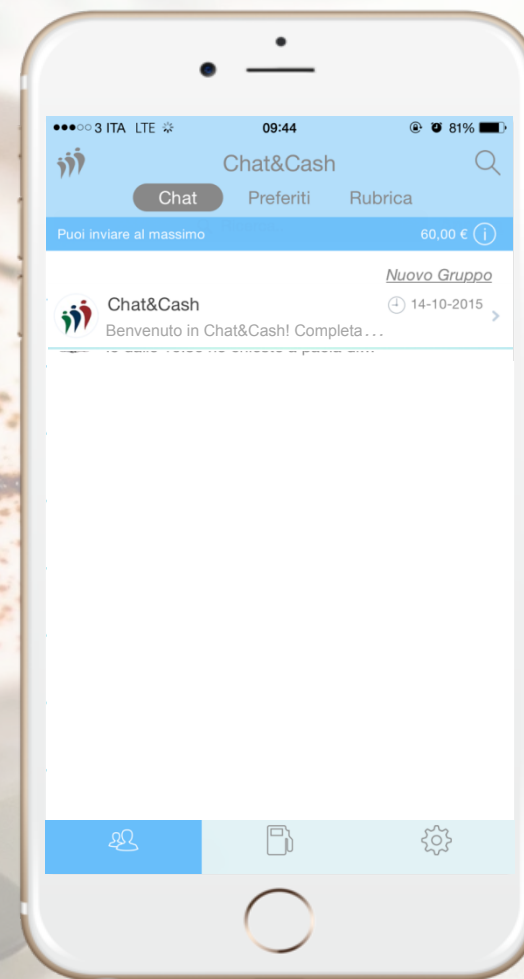 3 ITA LTE 09:44 81%
Chat&Cash
Chat Preferiti Rubrica
Puoi inviare al massimo 60,00 €
Nuovo Gruppo
Chat&Cash 14-10-2015
Benvenuto in Chat&Cash! Completa...